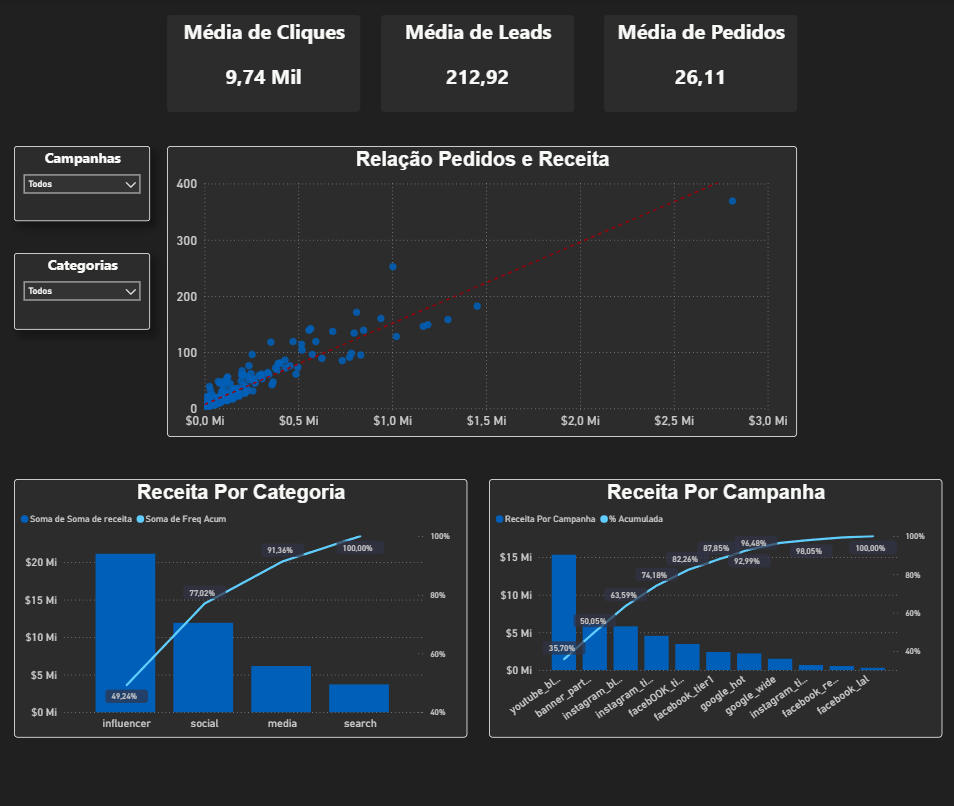 Média de Cliques
9,74 Mil
Média de Leads
212,92
Média de Pedidos
26,11
Campanhas
Todos
Categorias
Todos
Relação Pedidos e Receita
400
300
200
100
0
$0,0 Mi
$0,5 Mi
$1,0 Mi
$1,5 Mi
$2,0 Mi
$2,5 Mi
$3,0 Mi
Receita Por Categoria
Soma de Soma de receita
Soma de Freq Acum
$20 Mi
$15 Mi
$10 Mi
$5 Mi
$0 Mi
100%
80%
60%
40%
49,24%
77,02%
91,36%
100,00%
influencer
social
media
search
Receita Por Campanha
Receita Por Campanha
% Acumulada
$15 Mi
$10 Mi
$5 Mi
$0 Mi
100%
80%
60%
40%
35,70%
50,05%
63,59%
74,18%
82,26%
87,85%
92,99%
96,48%
98,05%
100,00%
youtube_bl...
banner_part...
instagram_bl...
instagram_ti...
facebOOK_ti...
facebook_tier1
google_hot
google_wide
instagram_ti...
facebook_re...
facebook_lal